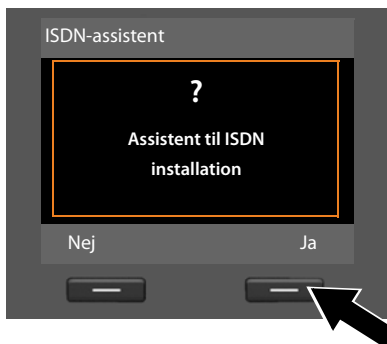 ISDN-assistent
?
Assistent til ISDN
installation
Nej Ja